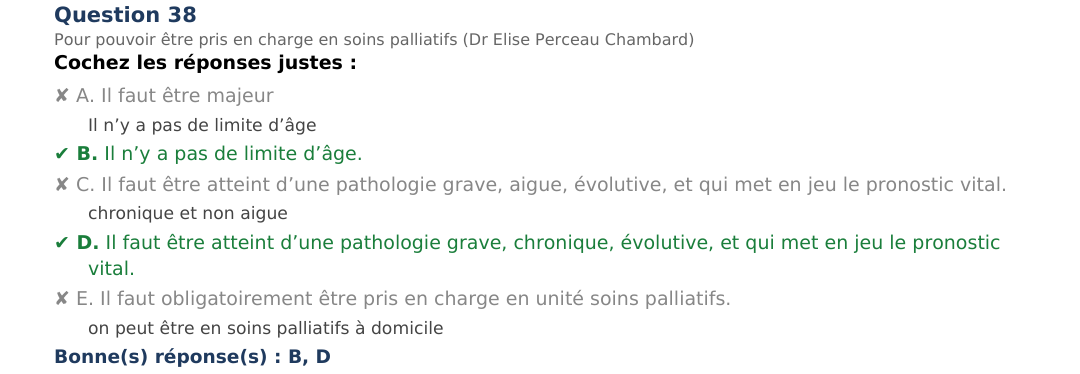 Question 38
Pour pouvoir être pris en charge en soins palliatifs (Dr Elise Perceau Chambard)
Cochez les réponses justes :
✘ A. Il faut être majeur
Il n’y a pas de limite d’âge
✔ B. Il n’y a pas de limite d’âge.
✘ C. Il faut être atteint d’une pathologie grave, aigue, évolutive, et qui met en jeu le pronostic vital.
chronique et non aigue
✔ D. Il faut être atteint d’une pathologie grave, chronique, évolutive, et qui met en jeu le pronostic
vital.
✘ E. Il faut obligatoirement être pris en charge en unité soins palliatifs.
on peut être en soins palliatifs à domicile
Bonne(s) réponse(s) : B, D